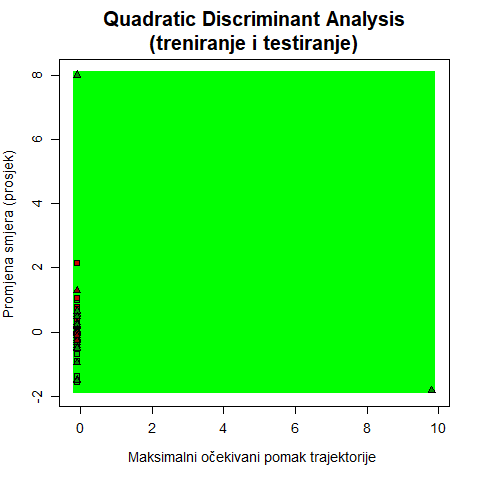 Quadratic Discriminant Analysis
(treniranje i testiranje)
Promjena smjera (prosjek)
8
6
4
2
0
-2
0 2 4 6 8 10
Maksimalni očekivani pomak trajektorije